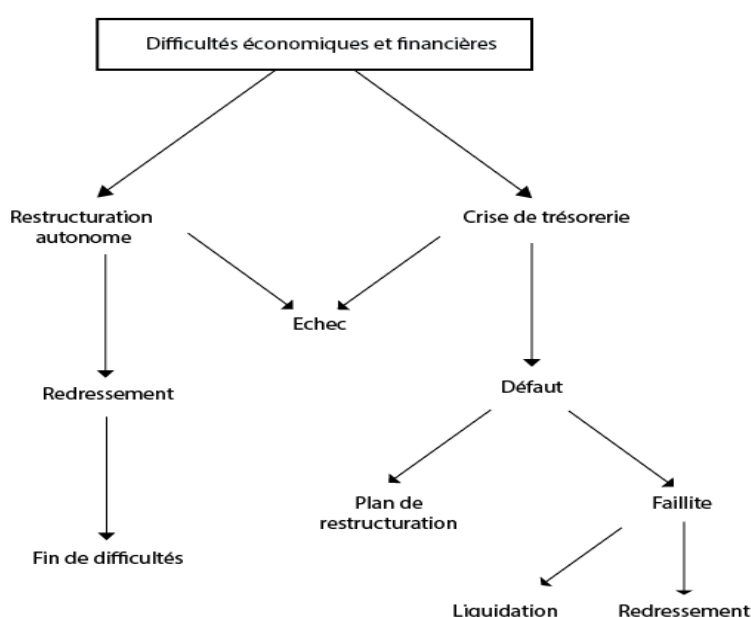 Difficultés économiques et financières
Restructuration
autonome
Crise de trésorerie
Echec
Redressement
Défaut
Plan de
restructuration
Faillite
Fin de difficultés
Liquidation
Redressement